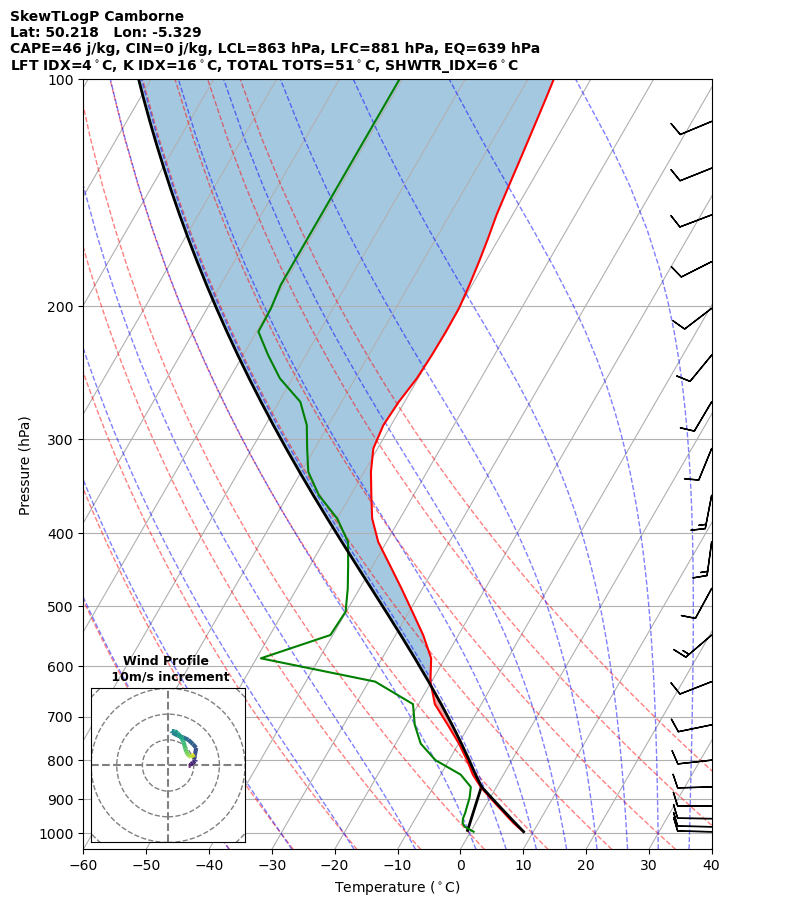 SkewTLogP Camborne
Lat: 50.218   Lon: -5.329
CAPE=46 j/kg, CIN=0 j/kg, LCL=863 hPa, LFC=881 hPa, EQ=639 hPa
LFT IDX=4°C, K IDX=16°C, TOTAL TOTS=51°C, SHWTR_IDX=6°C
100
200
300
400
500
600
700
800
900
1000
Pressure (hPa)
Wind Profile
10m/s increment
−60 −50 −40 −30 −20 −10 0 10 20 30 40
Temperature (°C)